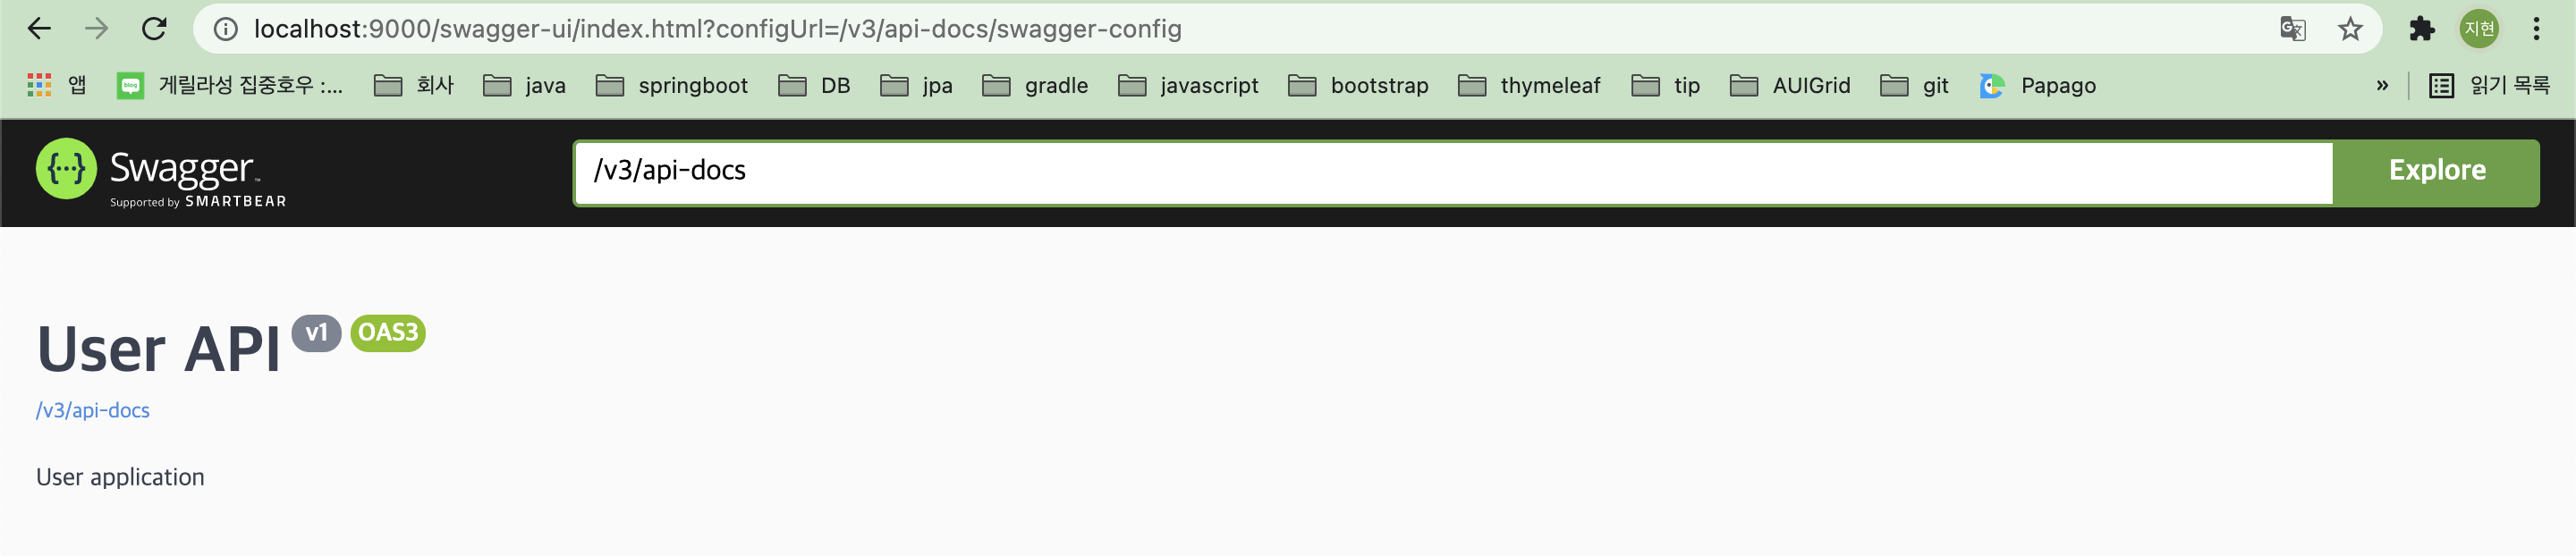 localhost:9000/swagger-ui/index.html?configUrl=/v3/api-docs/swagger-config 지현
앱 blog 게릴라성 집중호우 :... 회사 java springboot DB jpa gradle javascript bootstrap thymeleaf tip AUIGrid git Papago » 읽기 목록
{···} Swagger™ /v3/api-docs Explore
Supported by SMARTBEAR
User API v1 OAS3
/v3/api-docs
User application